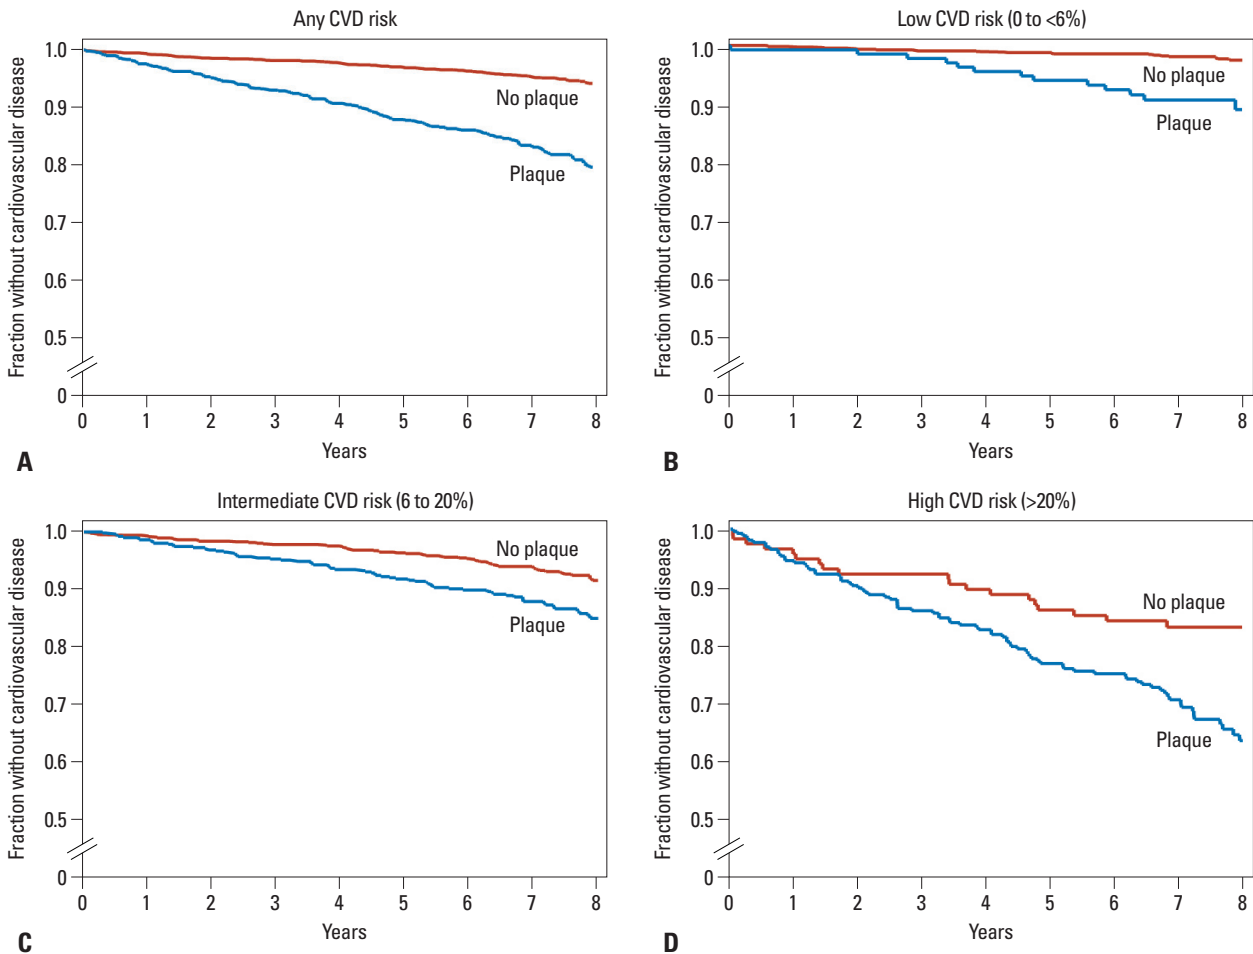 Any CVD risk
Fraction without cardiovascular disease
1.0
0.9
0.8
0.7
0.6
0.5
0
No plaque
Plaque
0 1 2 3 4 5 6 7 8
Years
A
Low CVD risk (0 to <6%)
Fraction without cardiovascular disease
1.0
0.9
0.8
0.7
0.6
0.5
0
No plaque
Plaque
0 1 2 3 4 5 6 7 8
Years
B
Intermediate CVD risk (6 to 20%)
Fraction without cardiovascular disease
1.0
0.9
0.8
0.7
0.6
0.5
0
No plaque
Plaque
0 1 2 3 4 5 6 7 8
Years
C
High CVD risk (>20%)
Fraction without cardiovascular disease
1.0
0.9
0.8
0.7
0.6
0.5
0
No plaque
Plaque
0 1 2 3 4 5 6 7 8
Years
D